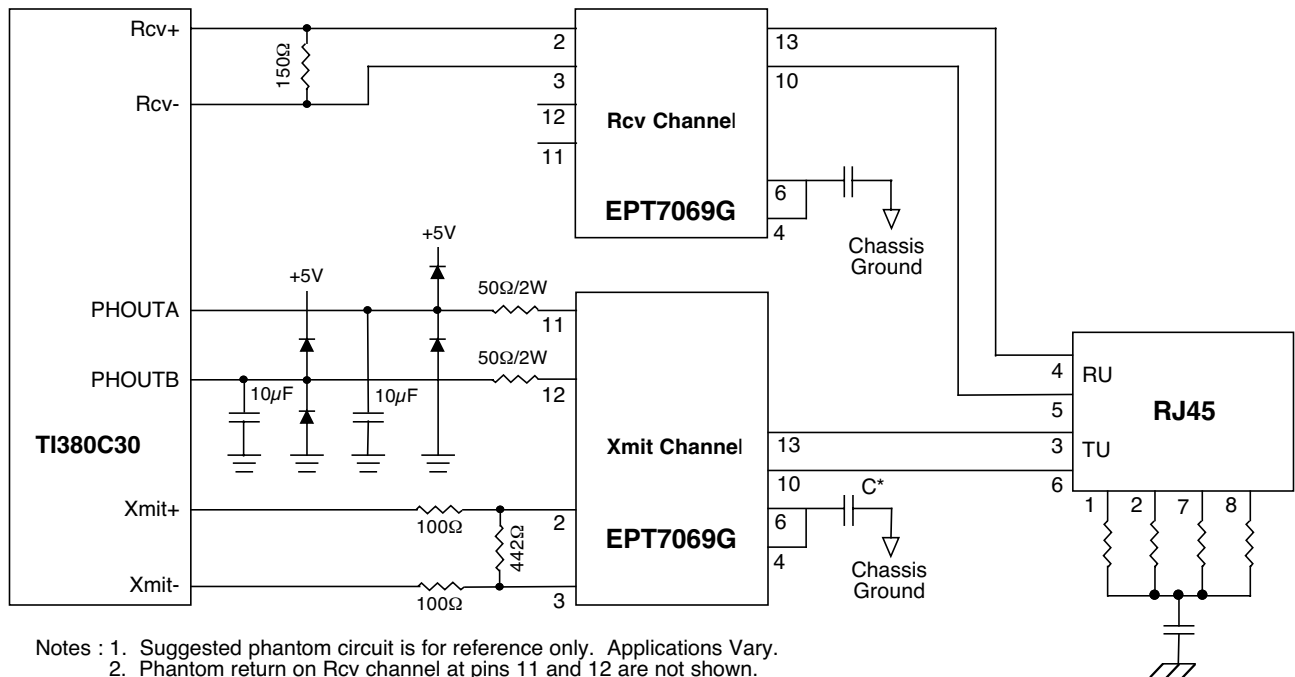 Rcv+
150Ω
Rcv-
2
3
12
11
Rcv Channel
EPT7069G
13
10
6
4
Chassis
Ground
+5V
+5V
PHOUTA
50Ω/2W
11
PHOUTB
50Ω/2W
12
10µF
10µF
TI380C30
Xmit+
100Ω
442Ω
2
Xmit-
100Ω
3
Xmit Channel
EPT7069G
13
10
C*
6
4
Chassis
Ground
4 RU
5
RJ45
3 TU
6
1 2 7 8
Notes : 1. Suggested phantom circuit is for reference only. Applications Vary.
2. Phantom return on Rcv channel at pins 11 and 12 are not shown.